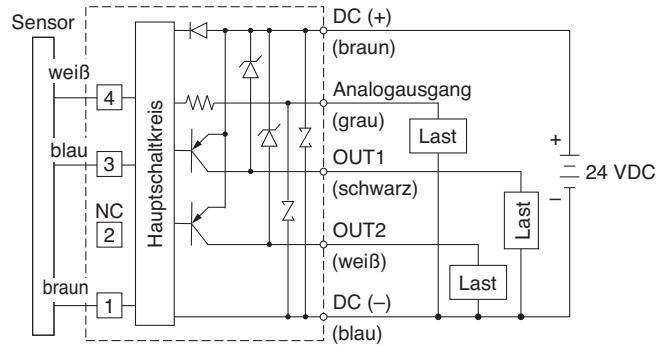 Sensor
weiß
4
blau
3
NC
2
braun
1
Hauptschaltkreis
DC (+)
(braun)
Analogausgang
(grau)
Last
OUT1
(schwarz)
Last
OUT2
(weiß)
Last
DC (–)
(blau)
+
24 VDC
–